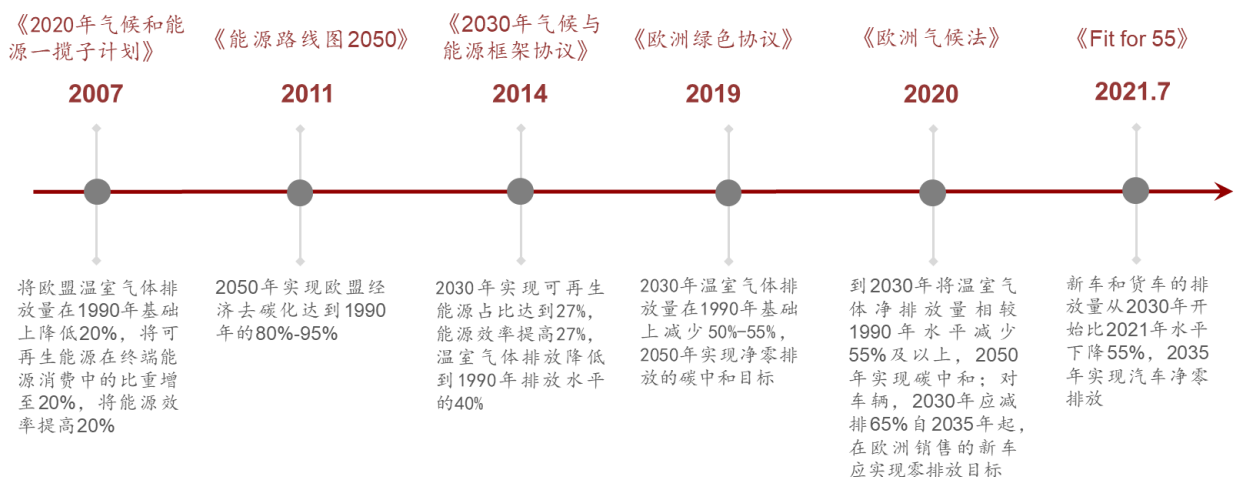 《2020年气候和能
源一揽子计划》
2007
将欧盟温室气体排
放量在1990年基础
上降低20%，将可
再生能源在终端能
源消费中的比重增
至20%，将能源效
率提高20%
《能源路线图2050》
2011
2050年实现欧盟经
济去碳化达到1990
年的80%-95%
《2030年气候与
能源框架协议》
2014
2030年实现可再生
能源占比达到27%，
能源效率提高27%，
温室气体排放降低
到1990年排放水平
的40%
《欧洲绿色协议》
2019
2030年温室气体排
放量在1990年基础
上减少50%-55%，
2050年实现净零排
放的碳中和目标
《欧洲气候法》
2020
到2030年将温室气
体净排放量相较
1990年水平减少
55%及以上，2050
年实现碳中和；对
车辆，2030年应减
排65%自2035年起，
在欧洲销售的新车
应实现零排放目标
《Fit for 55》
2021.7
新车和货车的排
放量从2030年开
始比2021年水平
下降55%，2035
年实现汽车净零
排放